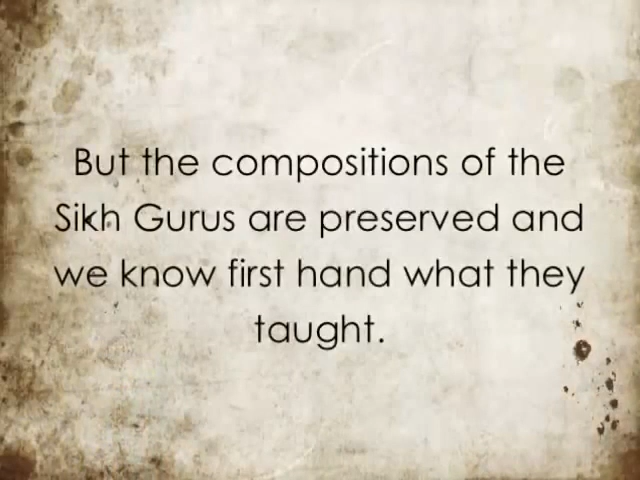 But the compositions of the
Sikh Gurus are preserved and
we know first hand what they
taught.